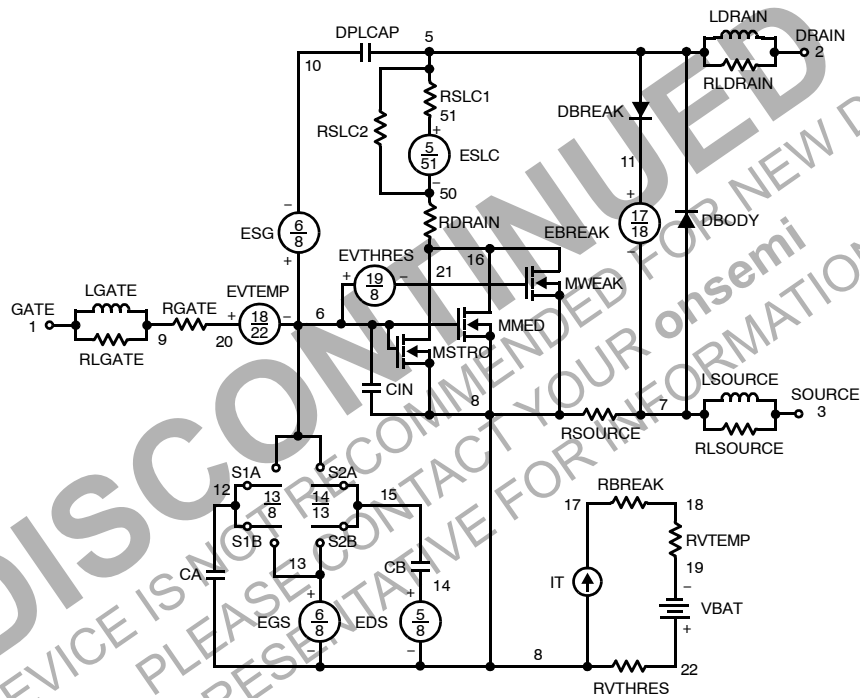 LDRAIN
DPLCAP
5
DRAIN
10
2
RLDRAIN
RSLC1
51
DBREAK
RSLC2
+
5
51
ESLC
11
−
50
−
+
RDRAIN
17
18
DBODY
EBREAK
ESG
6
8
EVTHRES
16
+
+
19
8
−
21
−
MWEAK
LGATE
EVTEMP
GATE
1
RGATE
+
18
22
−
6
MMED
9
20
RLGATE
MSTRO
CIN
8
7
LSOURCE
SOURCE
3
RSOURCE
RLSOURCE
S1A
S2A
12
13
8
14
13
15
RBREAK
17
18
S1B
S2B
RVTEMP
13
CB
CA
14
19
IT
−
VBAT
+
+
EGS
6
8
EDS
5
8
+
−
−
8
22
RVTHRES
DISCONTINUED
DEVICE IS NOT RECOMMENDED FOR NEW D
PLEASE CONTACT YOUR onsemi
PRESENTATIVE FOR INFORMATION